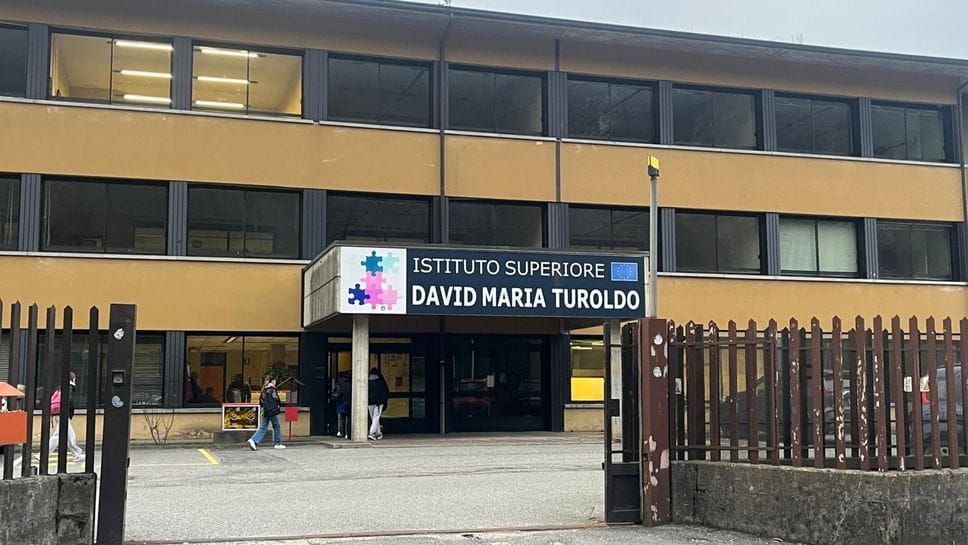 ISTITUTO SUPERIORE
DAVID MARIA TUROLDO